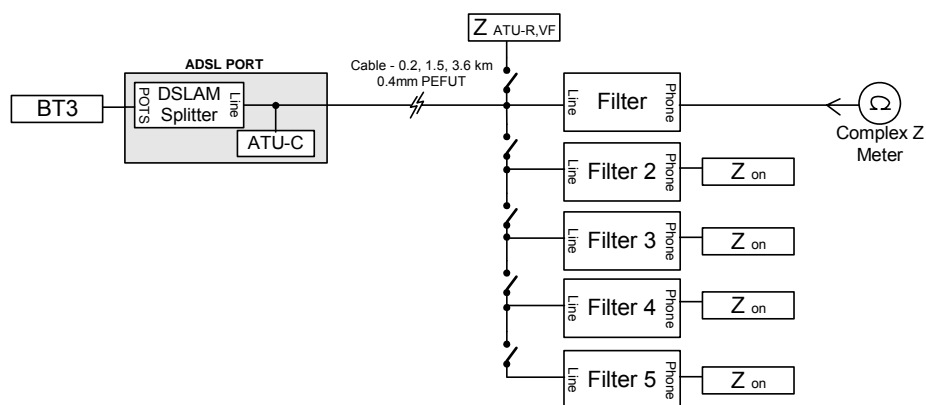 Z ATU-R,VF
ADSL PORT
Cable - 0.2, 1.5, 3.6 km
0.4mm PEFUT
BT3
POTS
DSLAM
Splitter
Line
ATU-C
Line
Filter
Phone
Ω
Complex Z
Meter
Line
Filter 2
Phone
Z on
Line
Filter 3
Phone
Z on
Line
Filter 4
Phone
Z on
Line
Filter 5
Phone
Z on